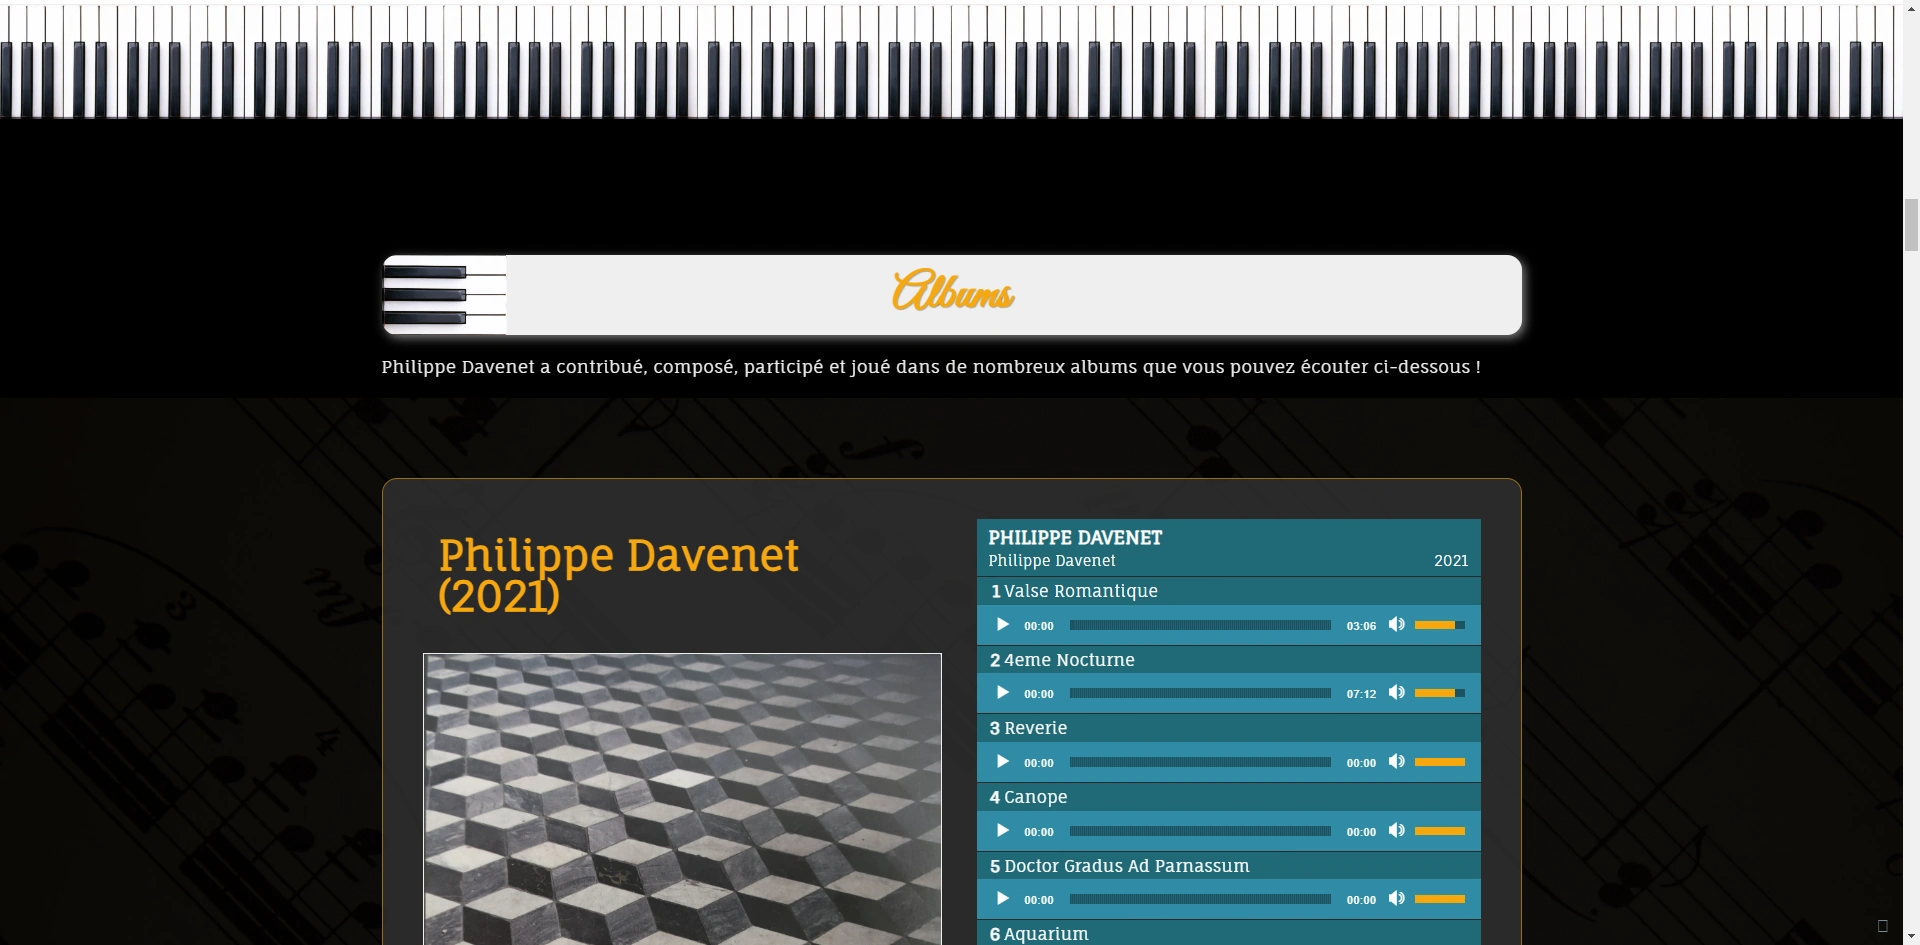 Albums
Philippe Davenet a contribué, composé, participé et joué dans de nombreux albums que vous pouvez écouter ci-dessous !
Philippe Davenet
(2021)
PHILIPPE DAVENET
Philippe Davenet 2021
1 Valse Romantique
00:00 03:06
2 4eme Nocturne
00:00 07:12
3 Reverie
00:00 00:00
4 Canope
00:00 00:00
5 Doctor Gradus Ad Parnassum
00:00 00:00
6 Aquarium